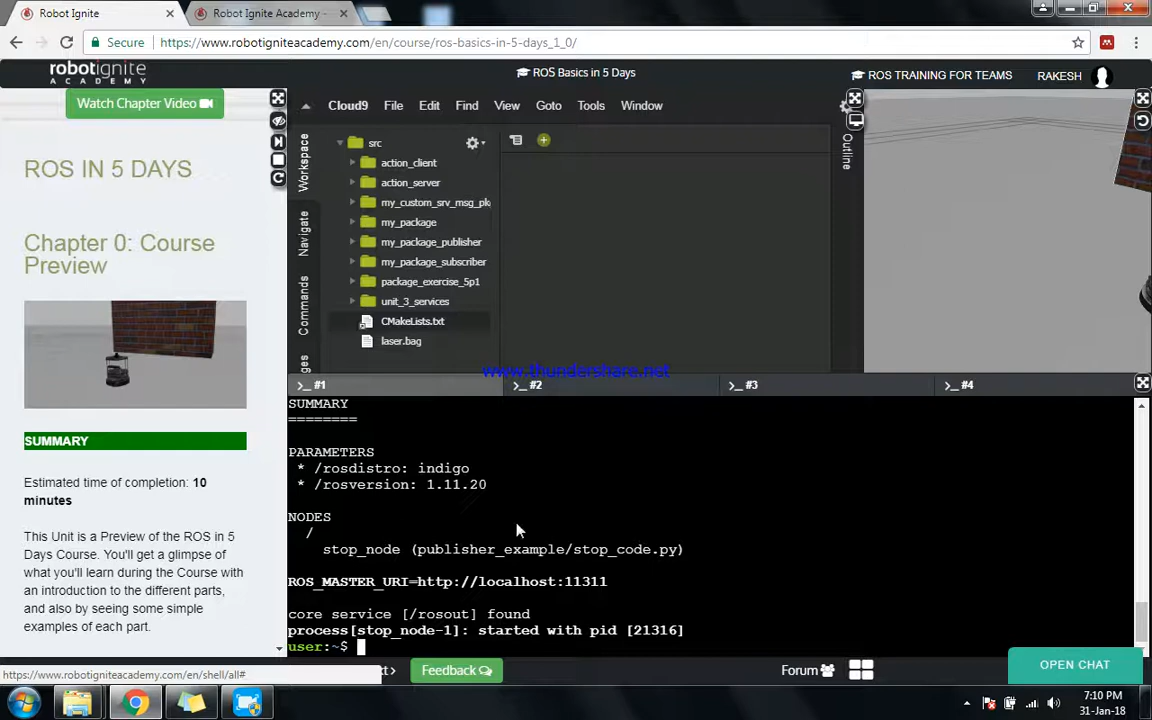 Robot Ignite
Robot Ignite Academy -
Secure
https://www.robotigniteacademy.com/en/course/ros-basics-in-5-days_1_0/
robotignite
ACADEMY
ROS Basics in 5 Days
ROS TRAINING FOR TEAMS
RAKESH
Watch Chapter Video
ROS IN 5 DAYS
Chapter 0: Course
Preview
SUMMARY
Estimated time of completion: 10
minutes
This Unit is a Preview of the ROS in 5
Days Course. You'll get a glimpse of
what you'll learn during the Course with
an introduction to the different parts,
and also by seeing some simple
examples of each part.
Cloud9 File Edit Find View Goto Tools Window
Workspace
Navigate
Commands
src
action_client
action_server
my_custom_srv_msg_pk
my_package
my_package_publisher
my_package_subscriber
package_exercise_5p1
unit_3_services
CMakeLists.txt
laser.bag
Outline
www.thundershare.net
>_ #1
>_ #2
>_ #3
>_ #4
SUMMARY
========
PARAMETERS
* /rosdistro: indigo
* /rosversion: 1.11.20
NODES
/
stop_node (publisher_example/stop_code.py)
ROS_MASTER_URI=http://localhost:11311
core service [/rosout] found
process[stop_node-1]: started with pid [21316]
user:~$
https://www.robotigniteacademy.com/en/shell/all#
Feedback
Forum
OPEN CHAT
7:10 PM
31-Jan-18